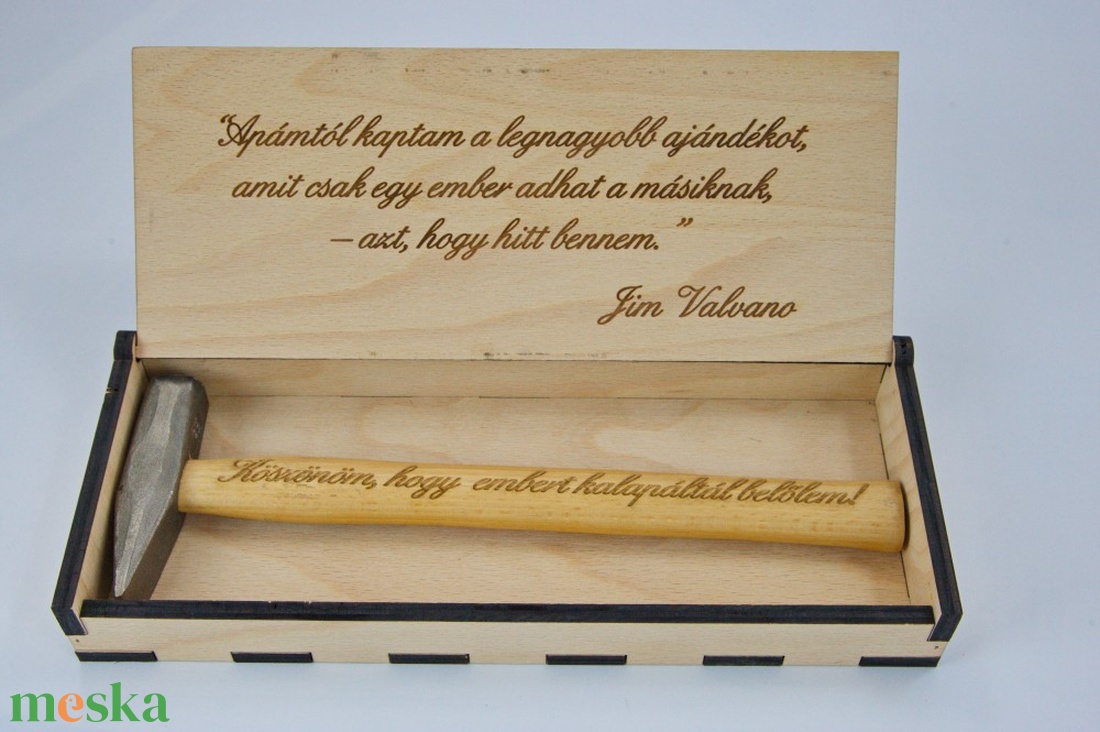 “Apámtól kaptam a legnagyobb ajándékot,
amit csak egy ember adhat a másiknak,
– azt, hogy hitt bennem.”
Jim Valvano
Köszönöm, hogy embert kalapáltál belőlem!
meska